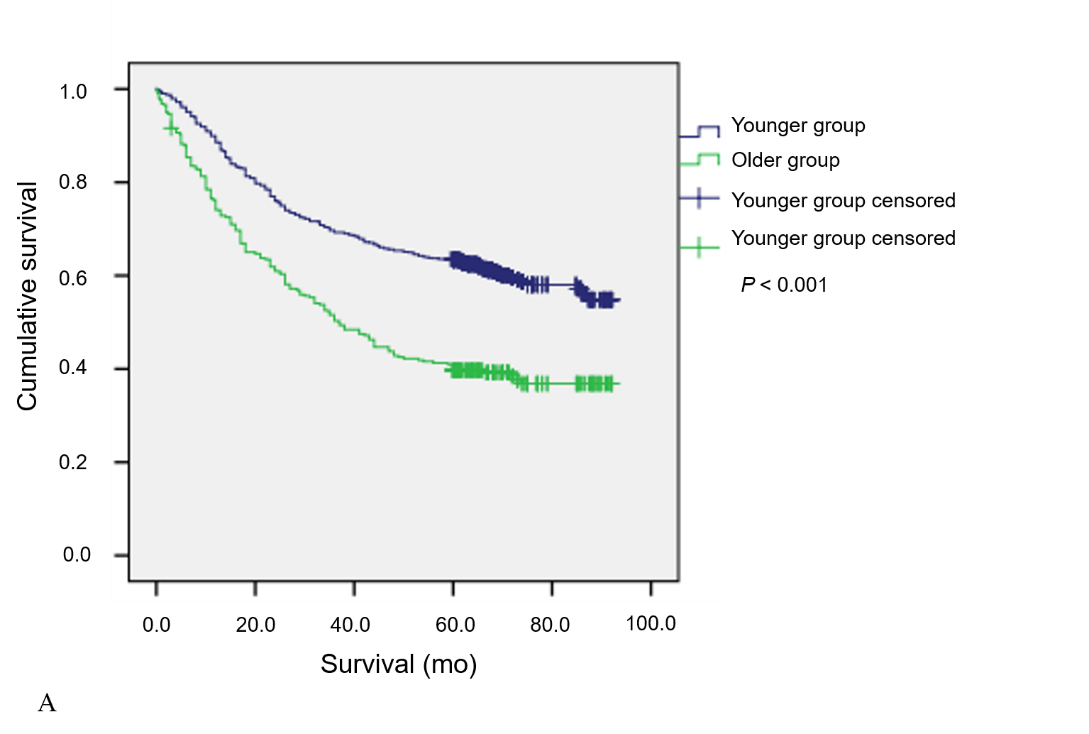 1.0
0.8
0.6
0.4
0.2
0.0
Cumulative survival
0.0 20.0 40.0 60.0 80.0 100.0
Survival (mo)
Younger group
Older group
Younger group censored
Younger group censored
P < 0.001
A